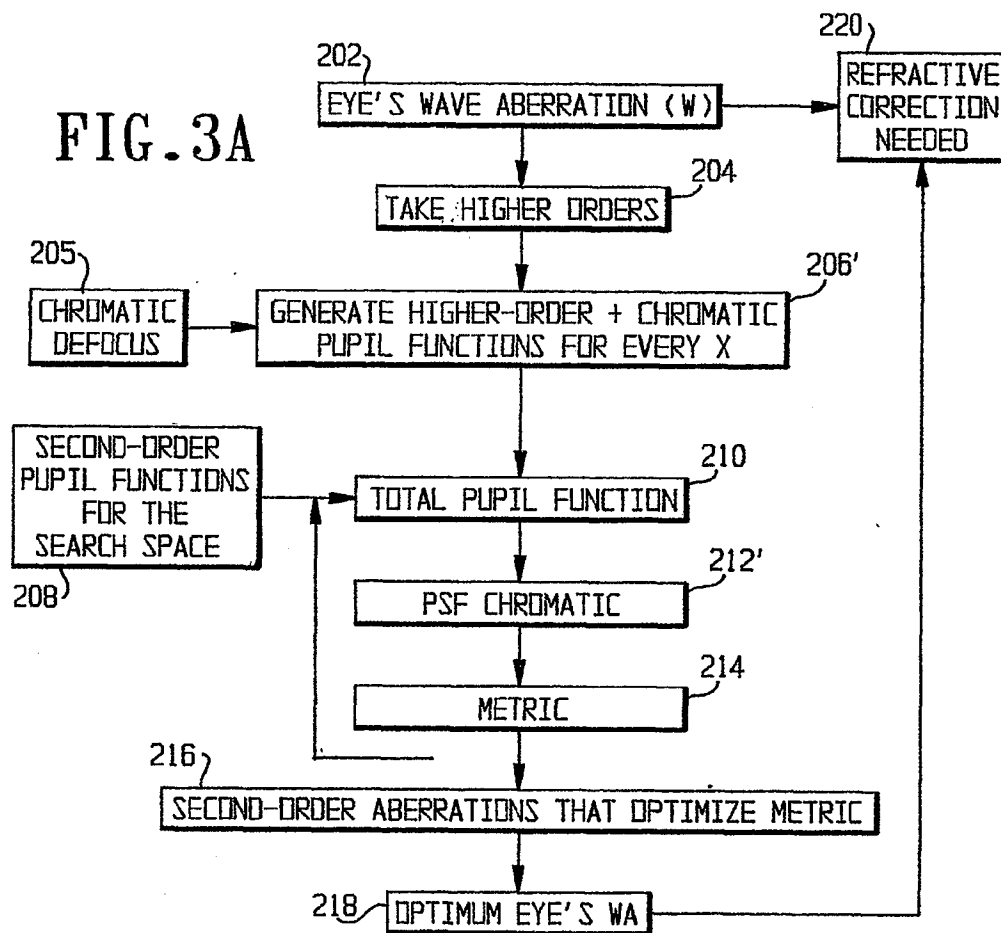 FIG.3A
202
EYE'S WAVE ABERRATION (W)
220
REFRACTIVE
CORRECTION
NEEDED
204
TAKE HIGHER ORDERS
205
CHROMATIC
DEFOCUS
206'
GENERATE HIGHER-ORDER + CHROMATIC
PUPIL FUNCTIONS FOR EVERY X
SECOND-ORDER
PUPIL FUNCTIONS
FOR THE
SEARCH SPACE
208
210
TOTAL PUPIL FUNCTION
212'
PSF CHROMATIC
214
METRIC
216
SECOND-ORDER ABERRATIONS THAT OPTIMIZE METRIC
218
OPTIMUM EYE'S WA